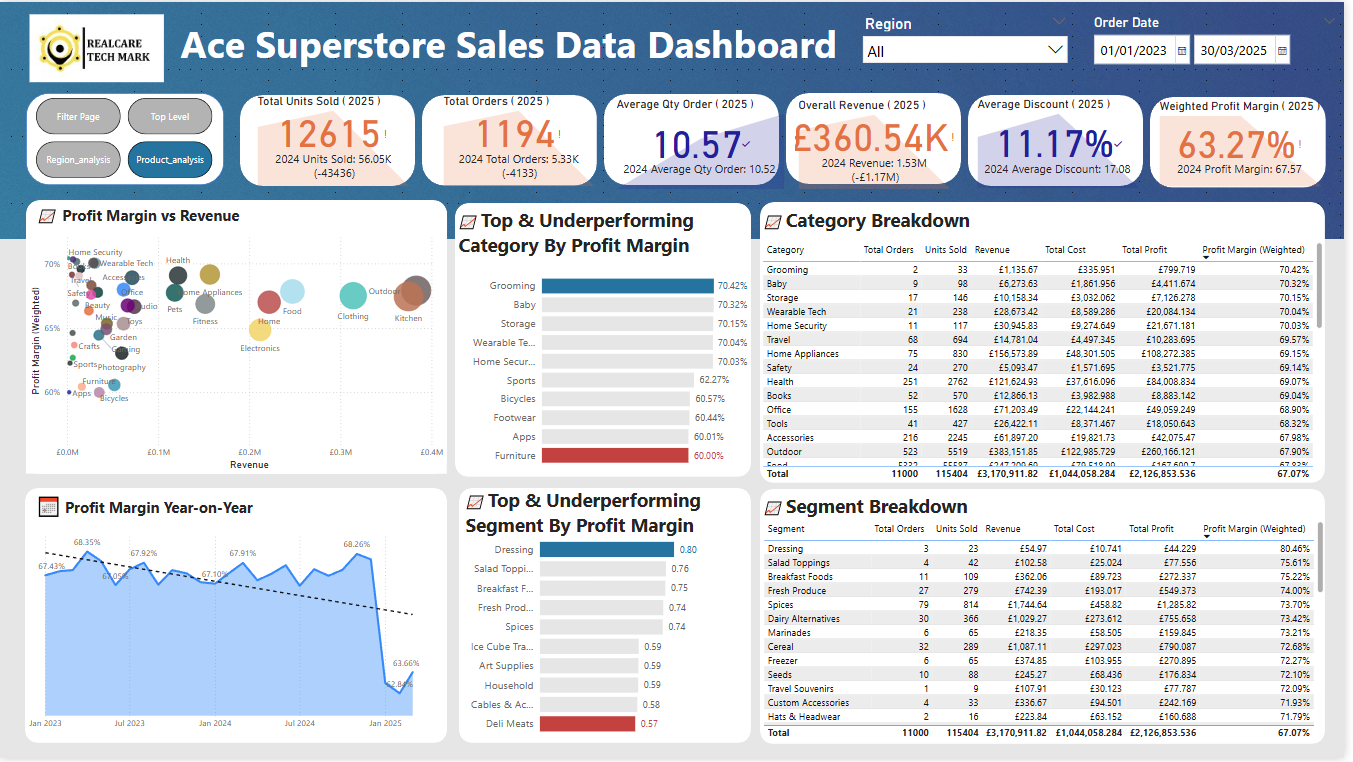 REALCARE
TECH MARK
Ace Superstore Sales Data Dashboard
Region
All
Order Date
01/01/2023
30/03/2025
Filter Page
Top Level
Region_analysis
Product_analysis
Total Units Sold ( 2025 )
12615!
2024 Units Sold: 56.05K
(-43436)
Total Orders ( 2025 )
1194!
2024 Total Orders: 5.33K
(-4133)
Average Qty Order ( 2025 )
10.57
2024 Average Qty Order: 10.52
Overall Revenue ( 2025 )
£360.54K!
2024 Revenue: 1.53M
(-£1.17M)
Average Discount ( 2025 )
11.17%
2024 Average Discount: 17.08
Weighted Profit Margin ( 2025 )
63.27%!
2024 Profit Margin: 67.57
Profit Margin vs Revenue
Profit Margin (Weighted)
70%
65%
60%
Home Security
Wearable Tech
Health
Travel
Office
Safety
Beauty
Music
Toys
Garden
Crafts
Sports
Photography
Furniture
Apps
Bicycles
Pets
Fitness
Home
Food
Electronics
Clothing
Outdoor
Kitchen
£0.0M
£0.1M
£0.2M
£0.3M
£0.4M
Revenue
Top & Underperforming
Category By Profit Margin
Grooming 70.42%
Baby 70.32%
Storage 70.15%
Wearable Te... 70.04%
Home Secur... 70.03%
Sports 62.27%
Bicycles 60.57%
Footwear 60.44%
Apps 60.01%
Furniture 60.00%
Category Breakdown
Category Total Orders Units Sold Revenue Total Cost Total Profit Profit Margin (Weighted)
Grooming 2 33 £1,135.67 £335.951 £799.719 70.42%
Baby 9 98 £6,273.63 £1,861.956 £4,411.674 70.32%
Storage 17 146 £10,158.34 £3,032.062 £7,126.278 70.15%
Wearable Tech 21 238 £28,673.42 £8,589.286 £20,084.134 70.04%
Home Security 11 117 £30,945.83 £9,274.649 £21,671.181 70.03%
Travel 68 694 £14,781.04 £4,497.345 £10,283.695 69.57%
Home Appliances 75 830 £156,573.89 £48,301.505 £108,272.385 69.15%
Safety 24 270 £5,093.47 £1,571.695 £3,521.775 69.14%
Health 251 2762 £121,624.93 £37,616.096 £84,008.834 69.07%
Books 52 570 £12,866.13 £3,982.988 £8,883.142 69.04%
Office 155 1628 £71,203.49 £22,144.241 £49,059.249 68.90%
Tools 41 427 £26,422.11 £8,371.467 £18,050.643 68.32%
Accessories 216 2245 £61,897.20 £19,821.73 £42,075.47 67.98%
Outdoor 523 5519 £383,151.85 £122,985.729 £260,166.121 67.90%
Total 11000 115404 £3,170,911.82 £1,044,058.284 £2,126,853.536 67.07%
Profit Margin Year-on-Year
67.43%
68.35%
67.05%
67.92%
67.10%
67.91%
68.26%
62.84%
63.66%
Jan 2023
Jul 2023
Jan 2024
Jul 2024
Jan 2025
Top & Underperforming
Segment By Profit Margin
Dressing 0.80
Salad Toppi... 0.76
Breakfast F... 0.75
Fresh Prod... 0.74
Spices 0.74
Ice Cube Tra... 0.59
Art Supplies 0.59
Household 0.59
Cables & Ac... 0.58
Deli Meats 0.57
Segment Breakdown
Segment Total Orders Units Sold Revenue Total Cost Total Profit Profit Margin (Weighted)
Dressing 3 23 £54.97 £10.741 £44.229 80.46%
Salad Toppings 4 42 £102.58 £25.024 £77.556 75.61%
Breakfast Foods 11 109 £362.06 £89.723 £272.337 75.22%
Fresh Produce 27 279 £742.39 £193.017 £549.373 74.00%
Spices 79 814 £1,744.64 £458.82 £1,285.82 73.70%
Dairy Alternatives 30 366 £1,029.27 £273.612 £755.658 73.42%
Marinades 6 65 £218.35 £58.505 £159.845 73.21%
Cereal 32 289 £1,087.11 £297.023 £790.087 72.68%
Freezer 6 65 £374.85 £103.955 £270.895 72.27%
Seeds 10 88 £245.27 £68.436 £176.834 72.10%
Travel Souvenirs 1 9 £107.91 £30.123 £77.787 72.09%
Custom Accessories 4 33 £336.67 £94.501 £242.169 71.93%
Hats & Headwear 2 16 £223.84 £63.152 £160.688 71.79%
Total 11000 115404 £3,170,911.82 £1,044,058.284 £2,126,853.536 67.07%